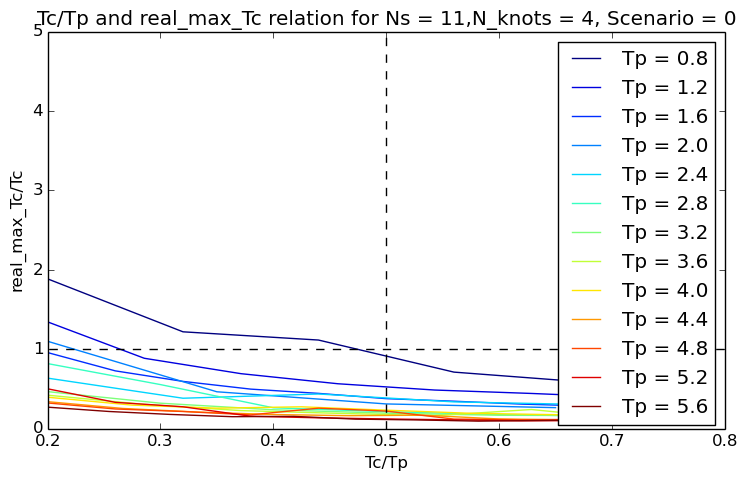 Tc/Tp and real_max_Tc relation for Ns = 11,N_knots = 4, Scenario = 0
real_max_Tc/Tc
5
4
3
2
1
0
0.2 0.3 0.4 0.5 0.6 0.7 0.8
Tc/Tp
Tp = 0.8
Tp = 1.2
Tp = 1.6
Tp = 2.0
Tp = 2.4
Tp = 2.8
Tp = 3.2
Tp = 3.6
Tp = 4.0
Tp = 4.4
Tp = 4.8
Tp = 5.2
Tp = 5.6